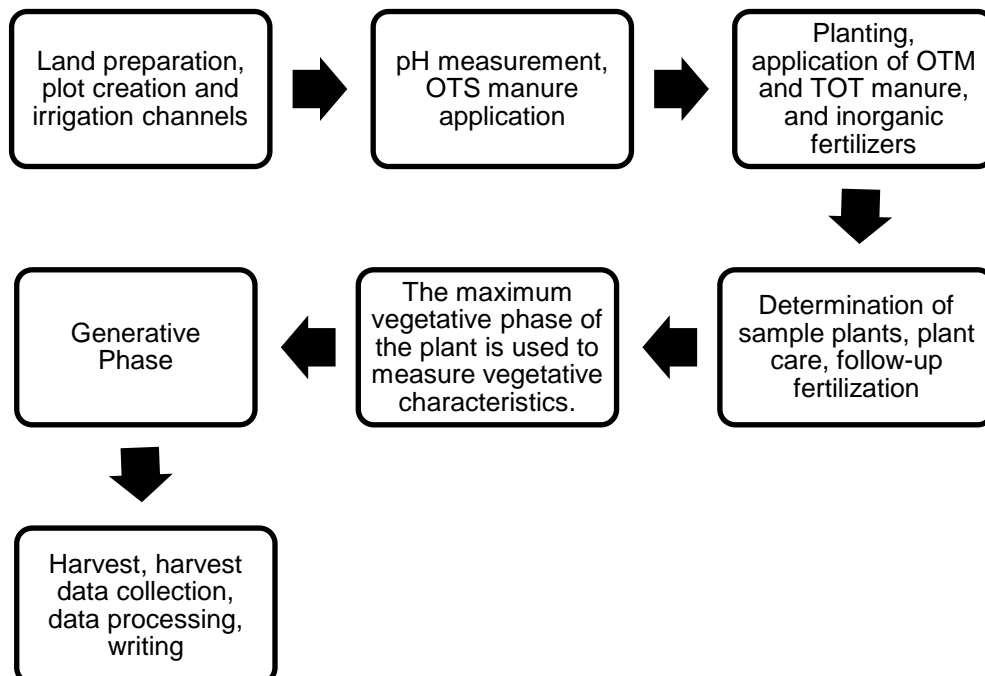 Land preparation,
plot creation and
irrigation channels
pH measurement,
OTS manure
application
Planting,
application of OTM
and TOT manure,
and inorganic
fertilizers
Determination of
sample plants, plant
care, follow-up
fertilization
The maximum
vegetative phase of
the plant is used to
measure vegetative
characteristics.
Generative
Phase
Harvest, harvest
data collection,
data processing,
writing